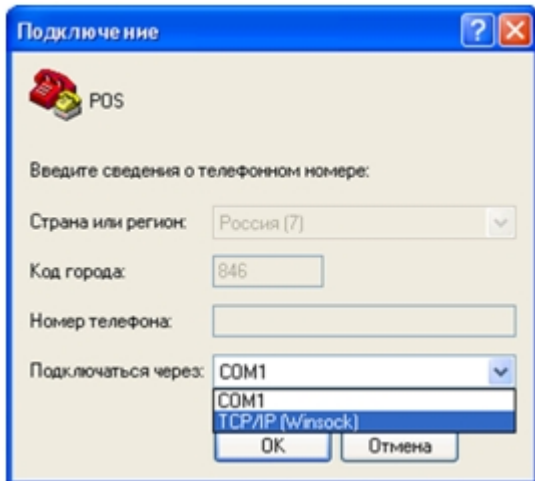 Подключение
POS
Введите сведения о телефонном номере:
Страна или регион: Россия (7)
Код города: 846
Номер телефона:
Подключаться через: COM1
COM1
TCP/IP (Winsock)
OK Отмена